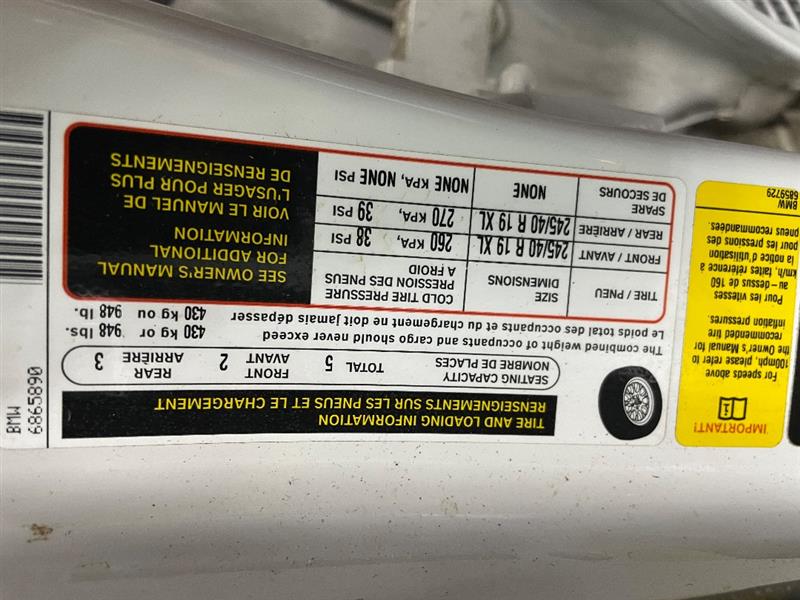 TIRE AND LOADING INFORMATION
RENSEIGNEMENTS SUR LES PNEUS ET LE CHARGEMENT
SEATING CAPACITY
NOMBRE DE PLACES
TOTAL 5
FRONT
AVANT 2
REAR
ARRIÈRE 3
The combined weight of occupants and cargo should never exceed 430 kg or 948 lbs.
Le poids total des occupants et du chargement ne doit jamais dépasser 430 kg ou 948 lb.
TIRE / PNEU
SIZE
DIMENSIONS
COLD TIRE PRESSURE
PRESSION DES PNEUS
A FROID
FRONT / AVANT 245/40 R 19 XL 260 KPA, 38 PSI
REAR / ARRIÈRE 245/40 R 19 XL 270 KPA, 39 PSI
SPARE
DE SECOURS NONE NONE KPA, NONE PSI
SEE OWNER'S MANUAL
FOR ADDITIONAL
INFORMATION
VOIR LE MANUEL DE
L'USAGER POUR PLUS
DE RENSEIGNEMENTS
BMW
6865890
IMPORTANT!
For speeds above
100mph, please refer to
the Owner's Manual for
recommended tire
inflation pressures.
Pour les vitesses
au - dessus de 160
km/h, faites référence à
la notice d'utilisation
pour les pressions des
pneus recommandées.
BMW
6859729